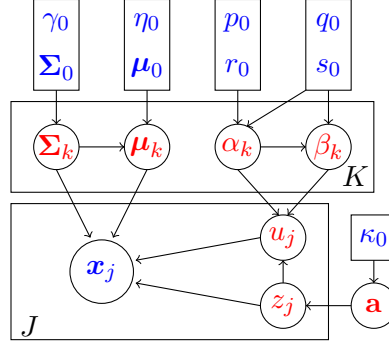 γ₀ η₀ p₀ q₀
Σ₀ μ₀ r₀ s₀
Σₖ μₖ αₖ βₖ
K
uⱼ
xⱼ κ₀
zⱼ a
J